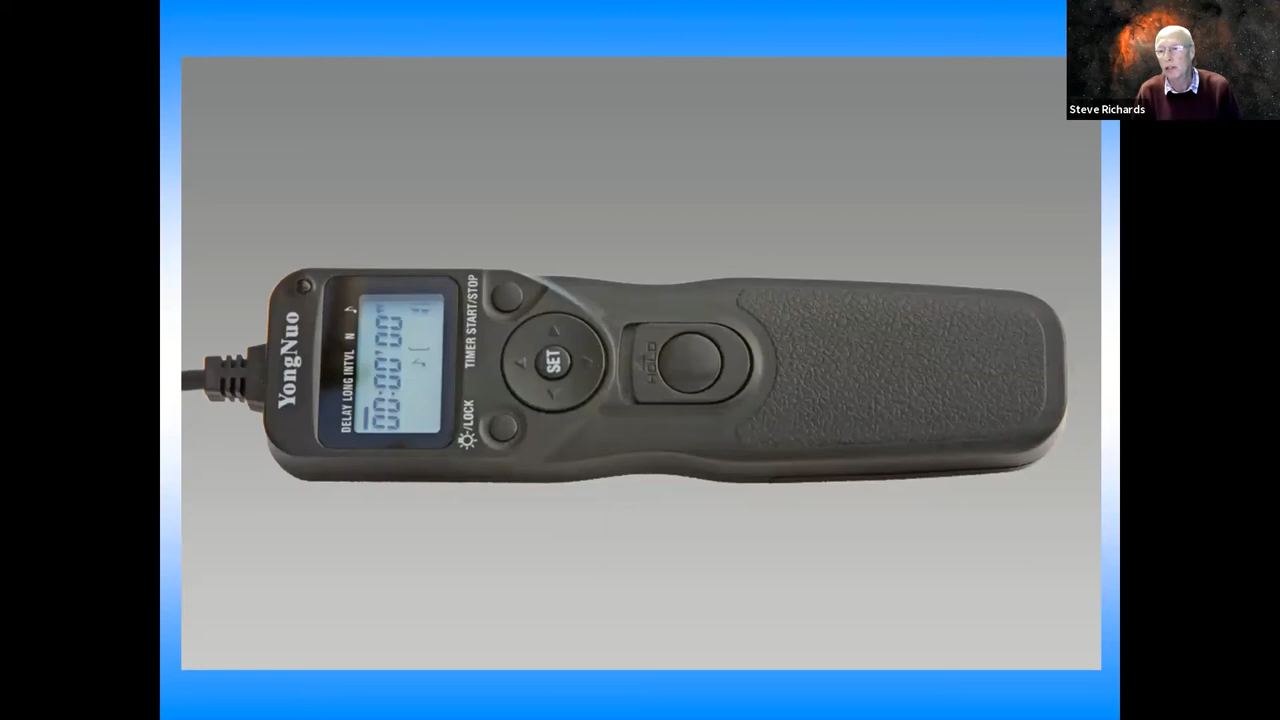 Steve Richards
YongNuo
DELAY LONG INTVL N
00:00'00"
TIMER START/STOP
/LOCK
SET
HOLD